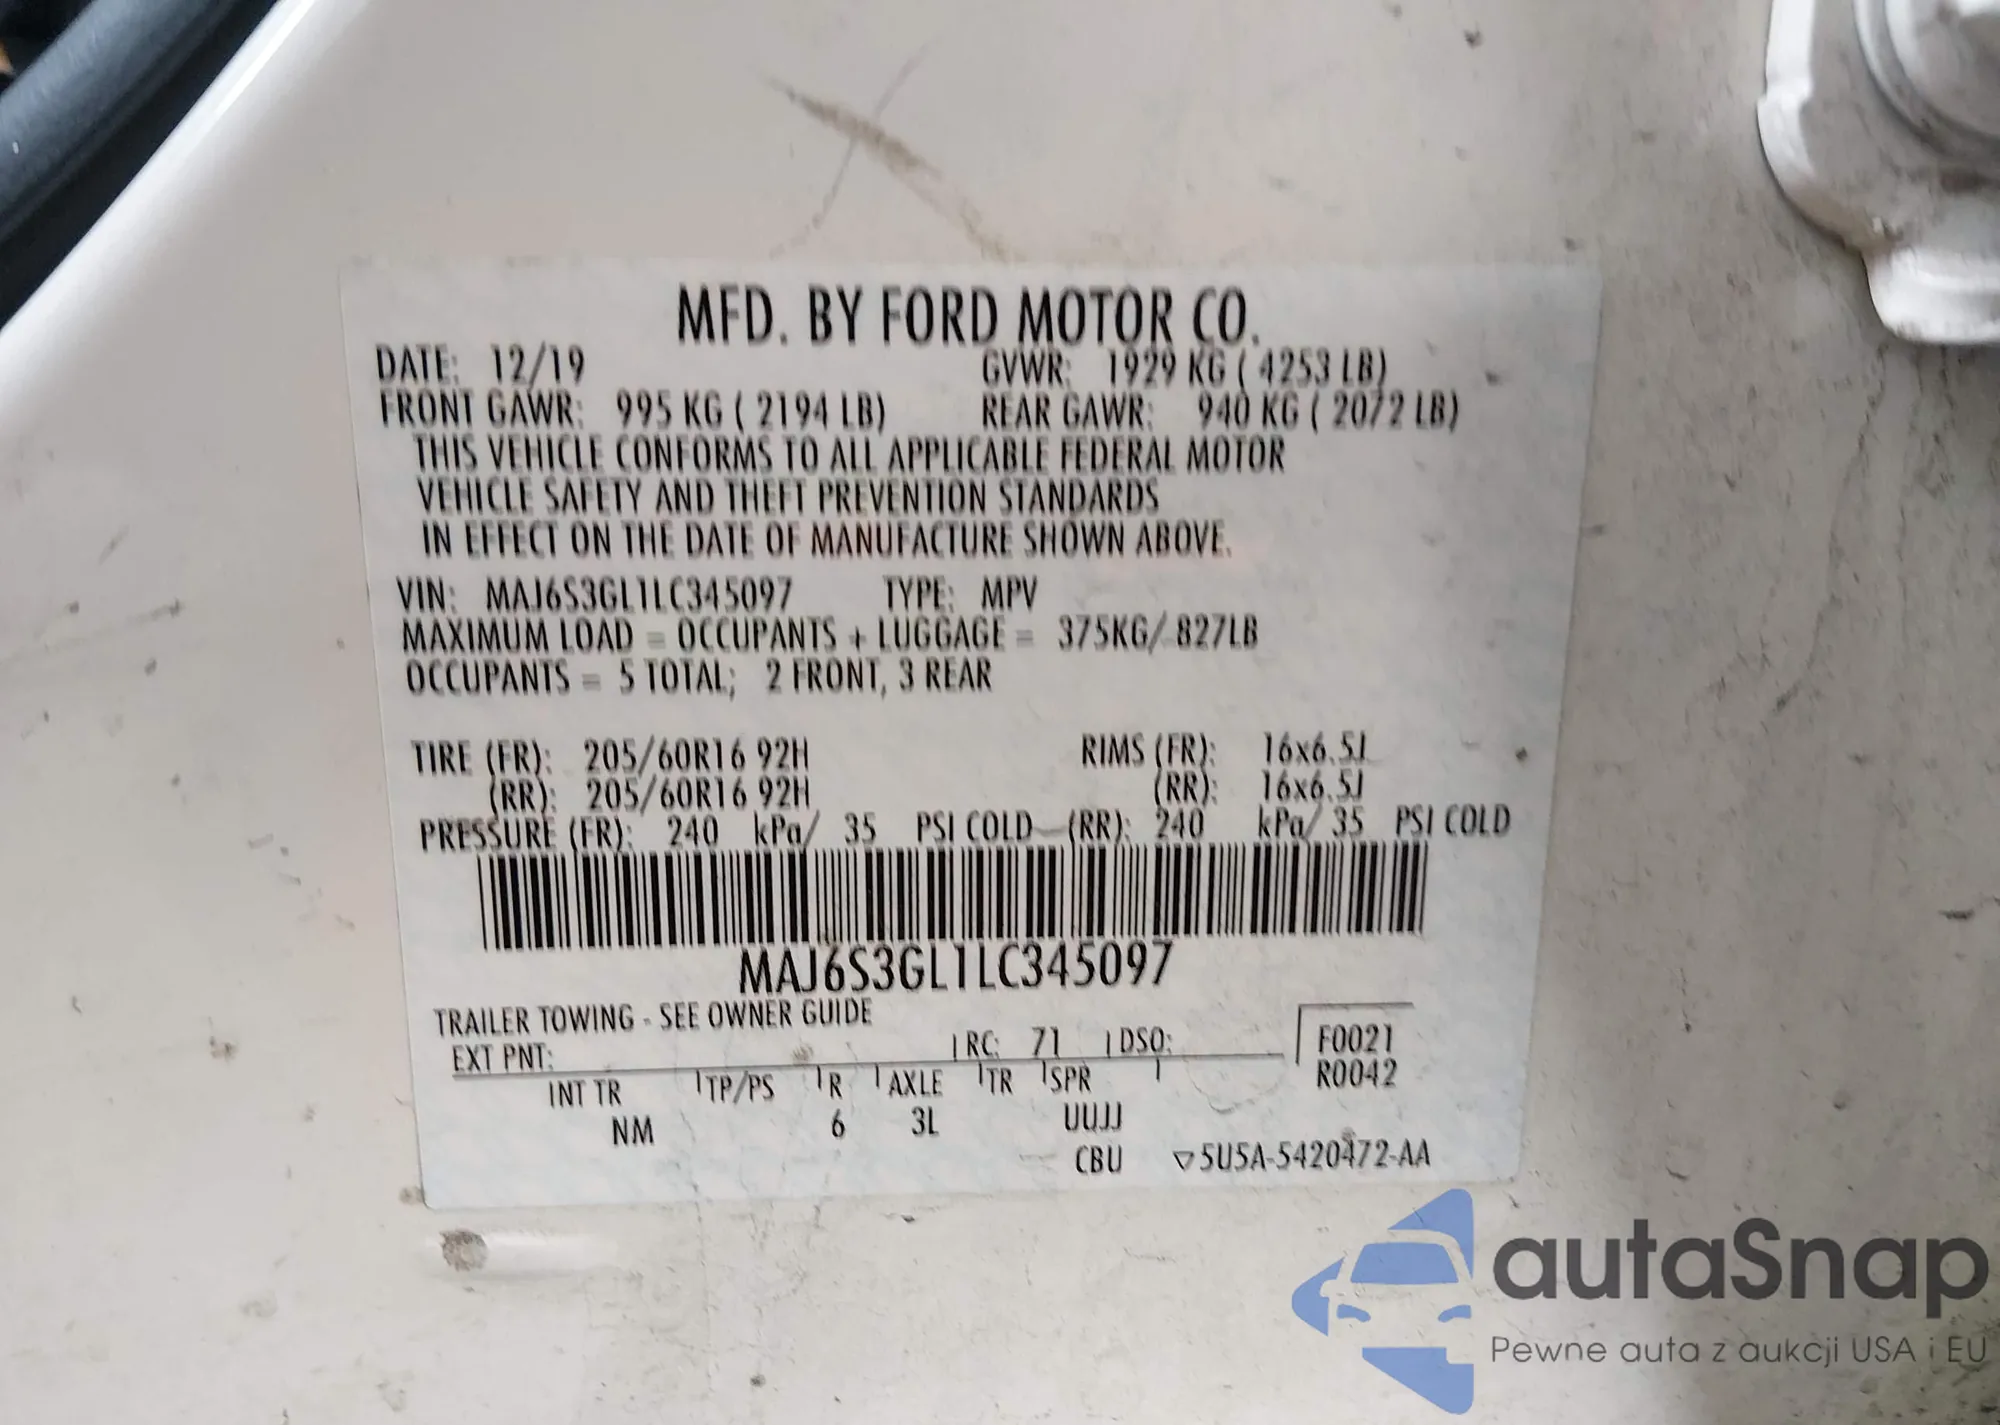 MFD. BY FORD MOTOR CO.
DATE: 12/19 GVWR: 1929 KG ( 4253 LB)
FRONT GAWR: 995 KG ( 2194 LB) REAR GAWR: 940 KG ( 2072 LB)
THIS VEHICLE CONFORMS TO ALL APPLICABLE FEDERAL MOTOR
VEHICLE SAFETY AND THEFT PREVENTION STANDARDS
IN EFFECT ON THE DATE OF MANUFACTURE SHOWN ABOVE.
VIN: MAJ6S3GL1LC345097 TYPE: MPV
MAXIMUM LOAD = OCCUPANTS + LUGGAGE = 375KG/ 827LB
OCCUPANTS = 5 TOTAL; 2 FRONT, 3 REAR
TIRE (FR): 205/60R16 92H RIMS (FR): 16x6.5J
(RR): 205/60R16 92H (RR): 16x6.5J
PRESSURE (FR): 240 kPa/ 35 PSI COLD (RR): 240 kPa/ 35 PSI COLD
MAJ6S3GL1LC345097
TRAILER TOWING - SEE OWNER GUIDE
EXT PNT: RC: 71 DSO: F0021
INT TR TP/PS R AXLE TR SPR R0042
NM 6 3L UUJJ
CBU ▽5U5A-5420472-AA
autaSnap
Pewne auta z aukcji USA i EU